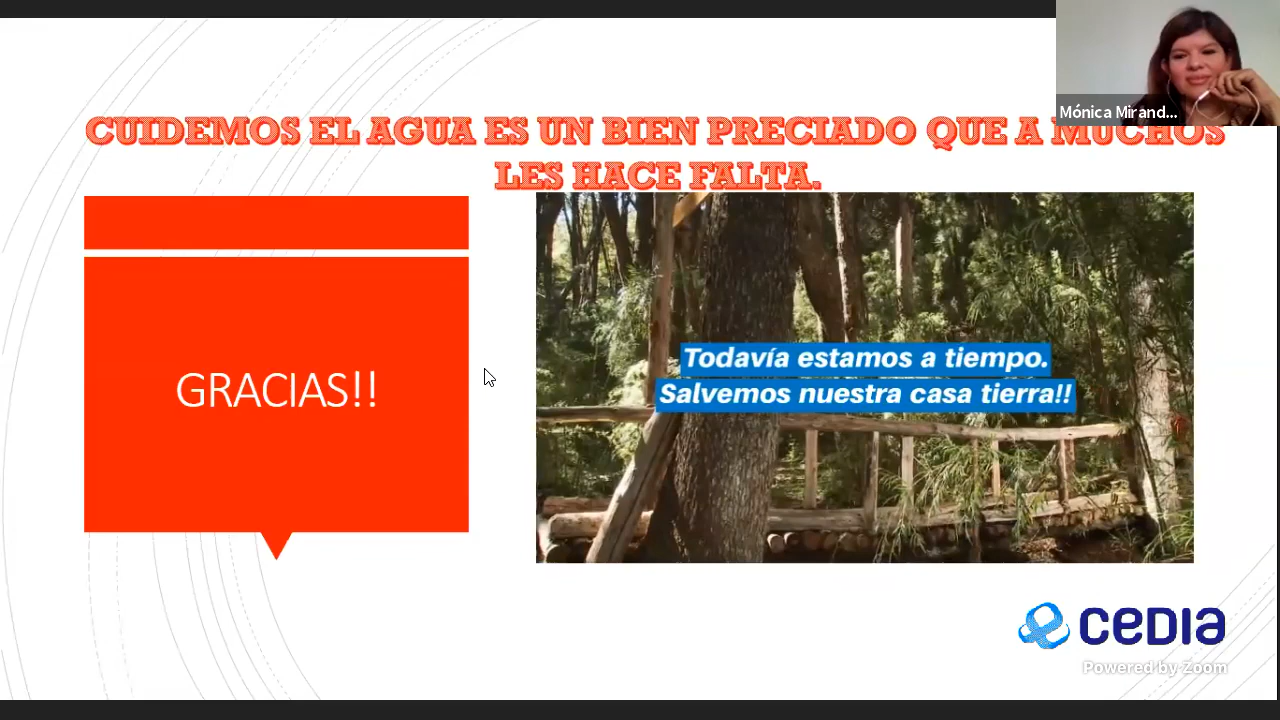 Mónica Mirand...
CUIDEMOS EL AGUA ES UN BIEN PRECIADO QUE A MUCHOS
LES HACE FALTA.
GRACIAS!!
Todavía estamos a tiempo.
Salvemos nuestra casa tierra!!
cedia
Powered by Zoom